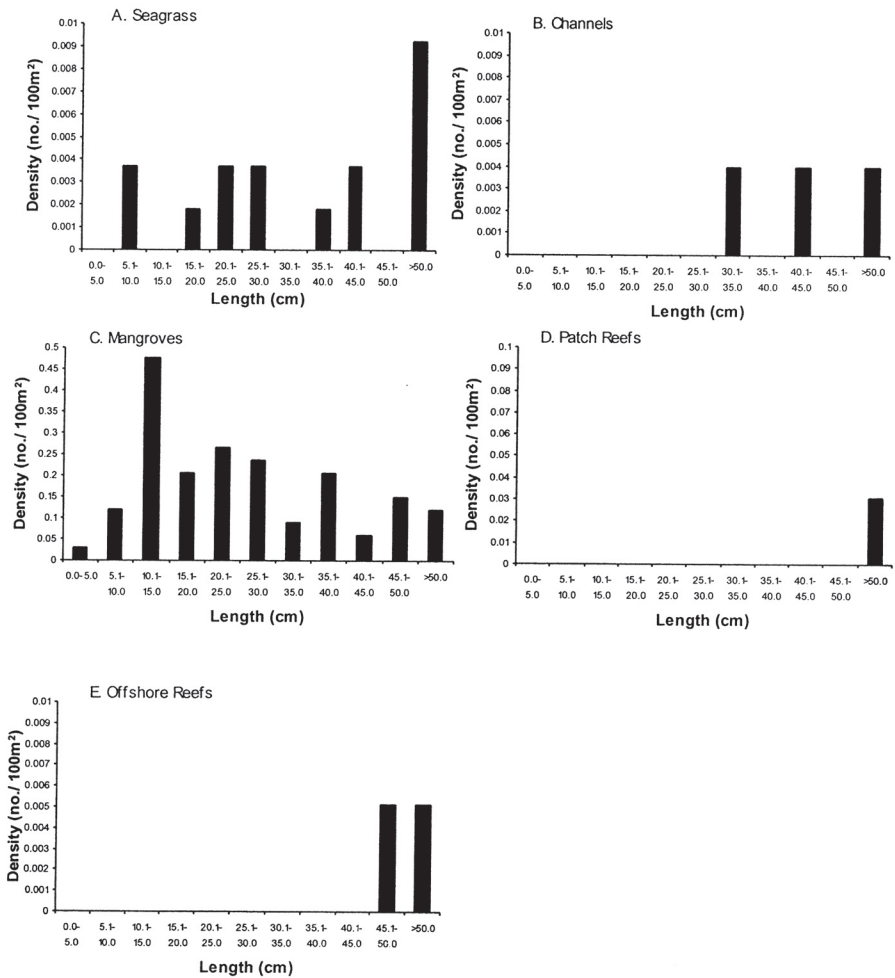 A. Seagrass
Density (no./ 100m²)
0.01
0.009
0.008
0.007
0.006
0.005
0.004
0.003
0.002
0.001
0
0.0- 5.1- 10.1- 15.1- 20.1- 25.1- 30.1- 35.1- 40.1- 45.1- >50.0
5.0 10.0 15.0 20.0 25.0 30.0 35.0 40.0 45.0 50.0
Length (cm)
B. Channels
Density (no./ 100m²)
0.01
0.009
0.008
0.007
0.006
0.005
0.004
0.003
0.002
0.001
0
0.0- 5.1- 10.1- 15.1- 20.1- 25.1- 30.1- 35.1- 40.1- 45.1- >50.0
5.0 10.0 15.0 20.0 25.0 30.0 35.0 40.0 45.0 50.0
Length (cm)
C. Mangroves
Density (no./ 100m²)
0.5
0.45
0.4
0.35
0.3
0.25
0.2
0.15
0.1
0.05
0
0.0-5.0 5.1- 10.1- 15.1- 20.1- 25.1- 30.1- 35.1- 40.1- 45.1- >50.0
10.0 15.0 20.0 25.0 30.0 35.0 40.0 45.0 50.0
Length (cm)
D. Patch Reefs
Density (no./ 100m²)
0.1
0.09
0.08
0.07
0.06
0.05
0.04
0.03
0.02
0.01
0
0.0- 5.1- 10.1- 15.1- 20.1- 25.1- 30.1- 35.1- 40.1- 45.1- >50.0
5.0 10.0 15.0 20.0 25.0 30.0 35.0 40.0 45.0 50.0
Length (cm)
E. Offshore Reefs
Density (no./ 100m²)
0.01
0.009
0.008
0.007
0.006
0.005
0.004
0.003
0.002
0.001
0
0.0- 5.1- 10.1- 15.1- 20.1- 25.1- 30.1- 35.1- 40.1- 45.1- >50.0
5.0 10.0 15.0 20.0 25.0 30.0 35.0 40.0 45.0 50.0
Length (cm)